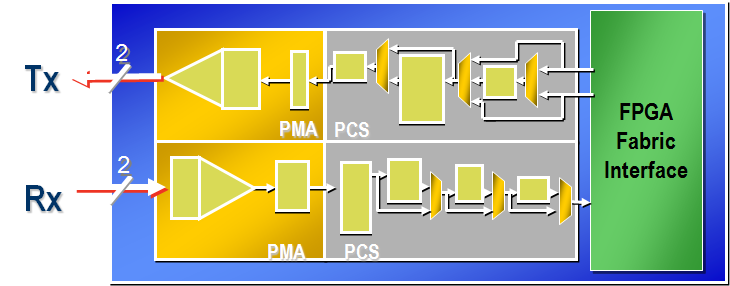 2
Tx
PMA PCS
FPGA
Fabric
Interface
2
Rx
PMA PCS